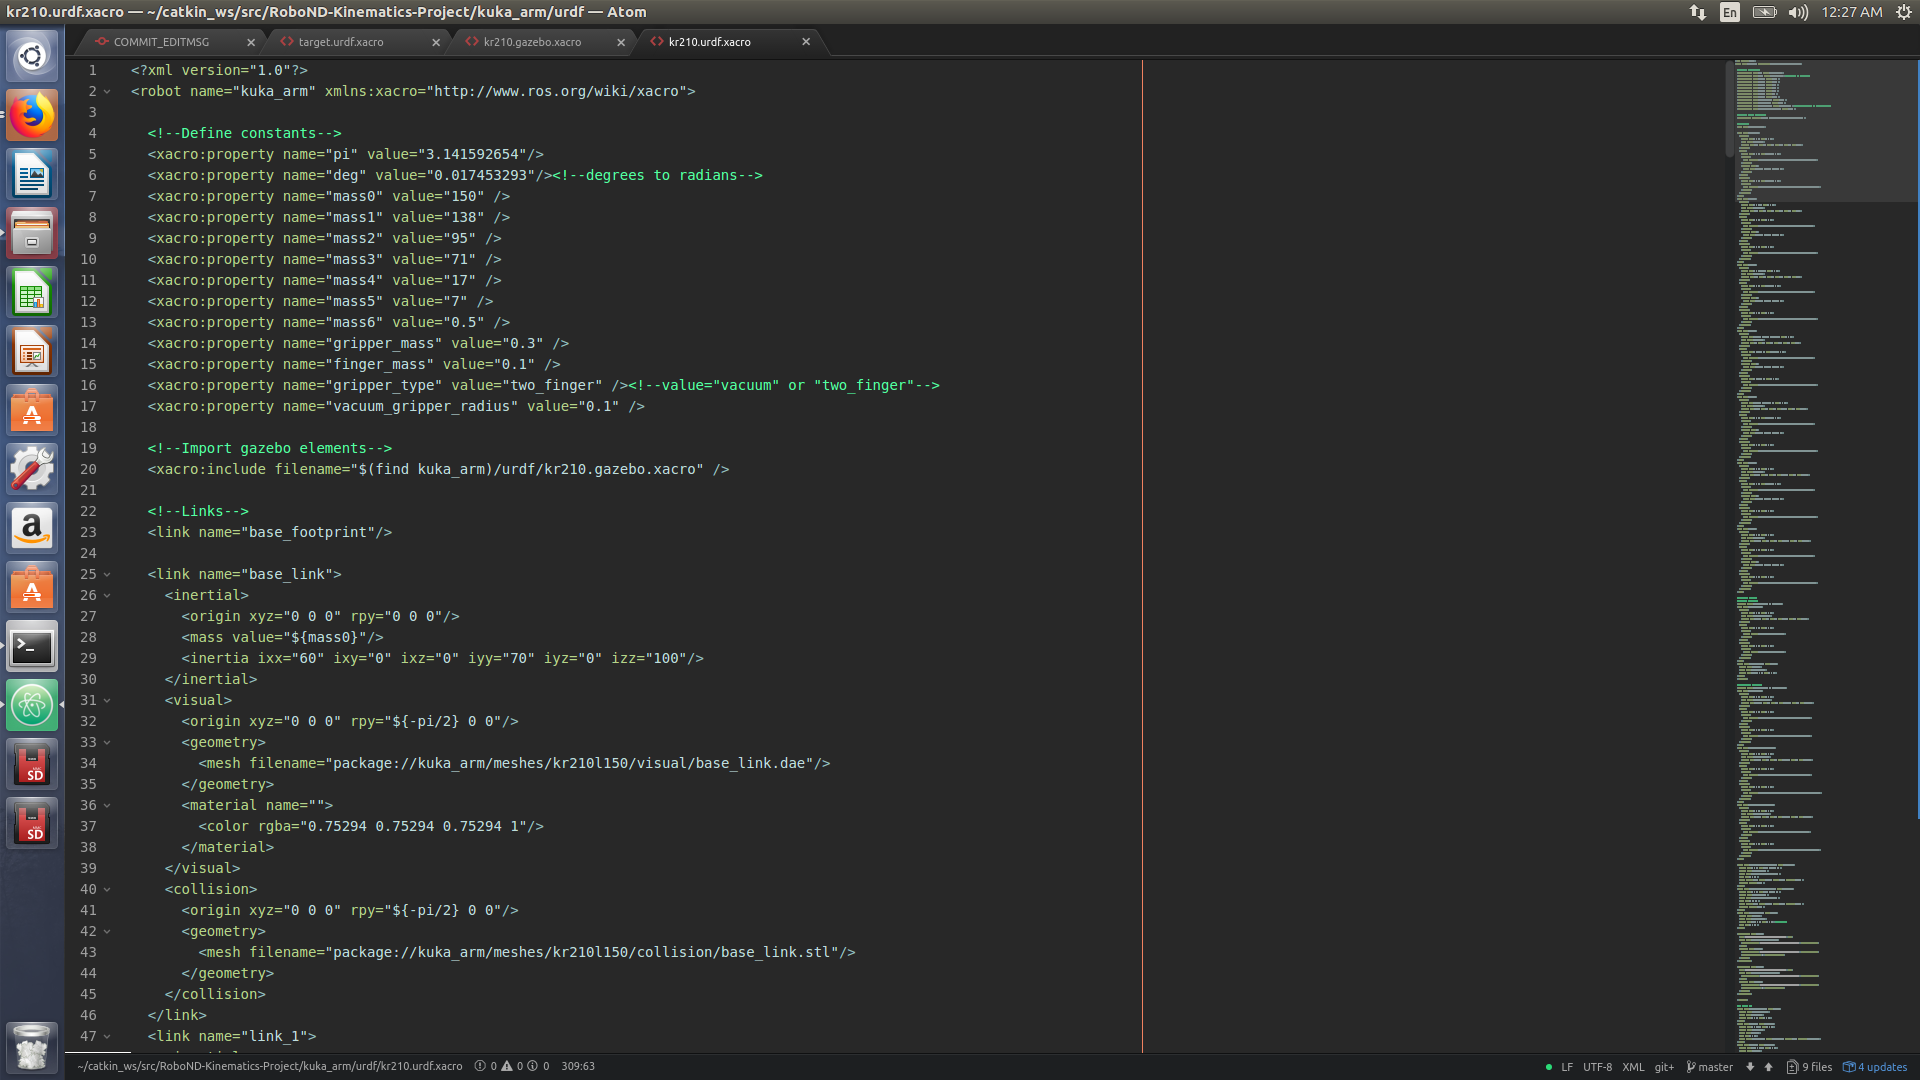 kr210.urdf.xacro — ~/catkin_ws/src/RoboND-Kinematics-Project/kuka_arm/urdf — Atom
En
12:27 AM
COMMIT_EDITMSG
target.urdf.xacro
kr210.gazebo.xacro
kr210.urdf.xacro
1 <?xml version="1.0"?>
2 <robot name="kuka_arm" xmlns:xacro="http://www.ros.org/wiki/xacro">
3
4 <!--Define constants-->
5 <xacro:property name="pi" value="3.141592654"/>
6 <xacro:property name="deg" value="0.017453293"/><!--degrees to radians-->
7 <xacro:property name="mass0" value="150" />
8 <xacro:property name="mass1" value="138" />
9 <xacro:property name="mass2" value="95" />
10 <xacro:property name="mass3" value="71" />
11 <xacro:property name="mass4" value="17" />
12 <xacro:property name="mass5" value="7" />
13 <xacro:property name="mass6" value="0.5" />
14 <xacro:property name="gripper_mass" value="0.3" />
15 <xacro:property name="finger_mass" value="0.1" />
16 <xacro:property name="gripper_type" value="two_finger" /><!--value="vacuum" or "two_finger"-->
17 <xacro:property name="vacuum_gripper_radius" value="0.1" />
18
19 <!--Import gazebo elements-->
20 <xacro:include filename="$(find kuka_arm)/urdf/kr210.gazebo.xacro" />
21
22 <!--Links-->
23 <link name="base_footprint"/>
24
25 <link name="base_link">
26 <inertial>
27 <origin xyz="0 0 0" rpy="0 0 0"/>
28 <mass value="${mass0}"/>
29 <inertia ixx="60" ixy="0" ixz="0" iyy="70" iyz="0" izz="100"/>
30 </inertial>
31 <visual>
32 <origin xyz="0 0 0" rpy="${-pi/2} 0 0"/>
33 <geometry>
34 <mesh filename="package://kuka_arm/meshes/kr210l150/visual/base_link.dae"/>
35 </geometry>
36 <material name="">
37 <color rgba="0.75294 0.75294 0.75294 1"/>
38 </material>
39 </visual>
40 <collision>
41 <origin xyz="0 0 0" rpy="${-pi/2} 0 0"/>
42 <geometry>
43 <mesh filename="package://kuka_arm/meshes/kr210l150/collision/base_link.stl"/>
44 </geometry>
45 </collision>
46 </link>
47 <link name="link_1">
~/catkin_ws/src/RoboND-Kinematics-Project/kuka_arm/urdf/kr210.urdf.xacro 0 0 0 309:63
LF UTF-8 XML git+ master 9 files 4 updates
SD
SD